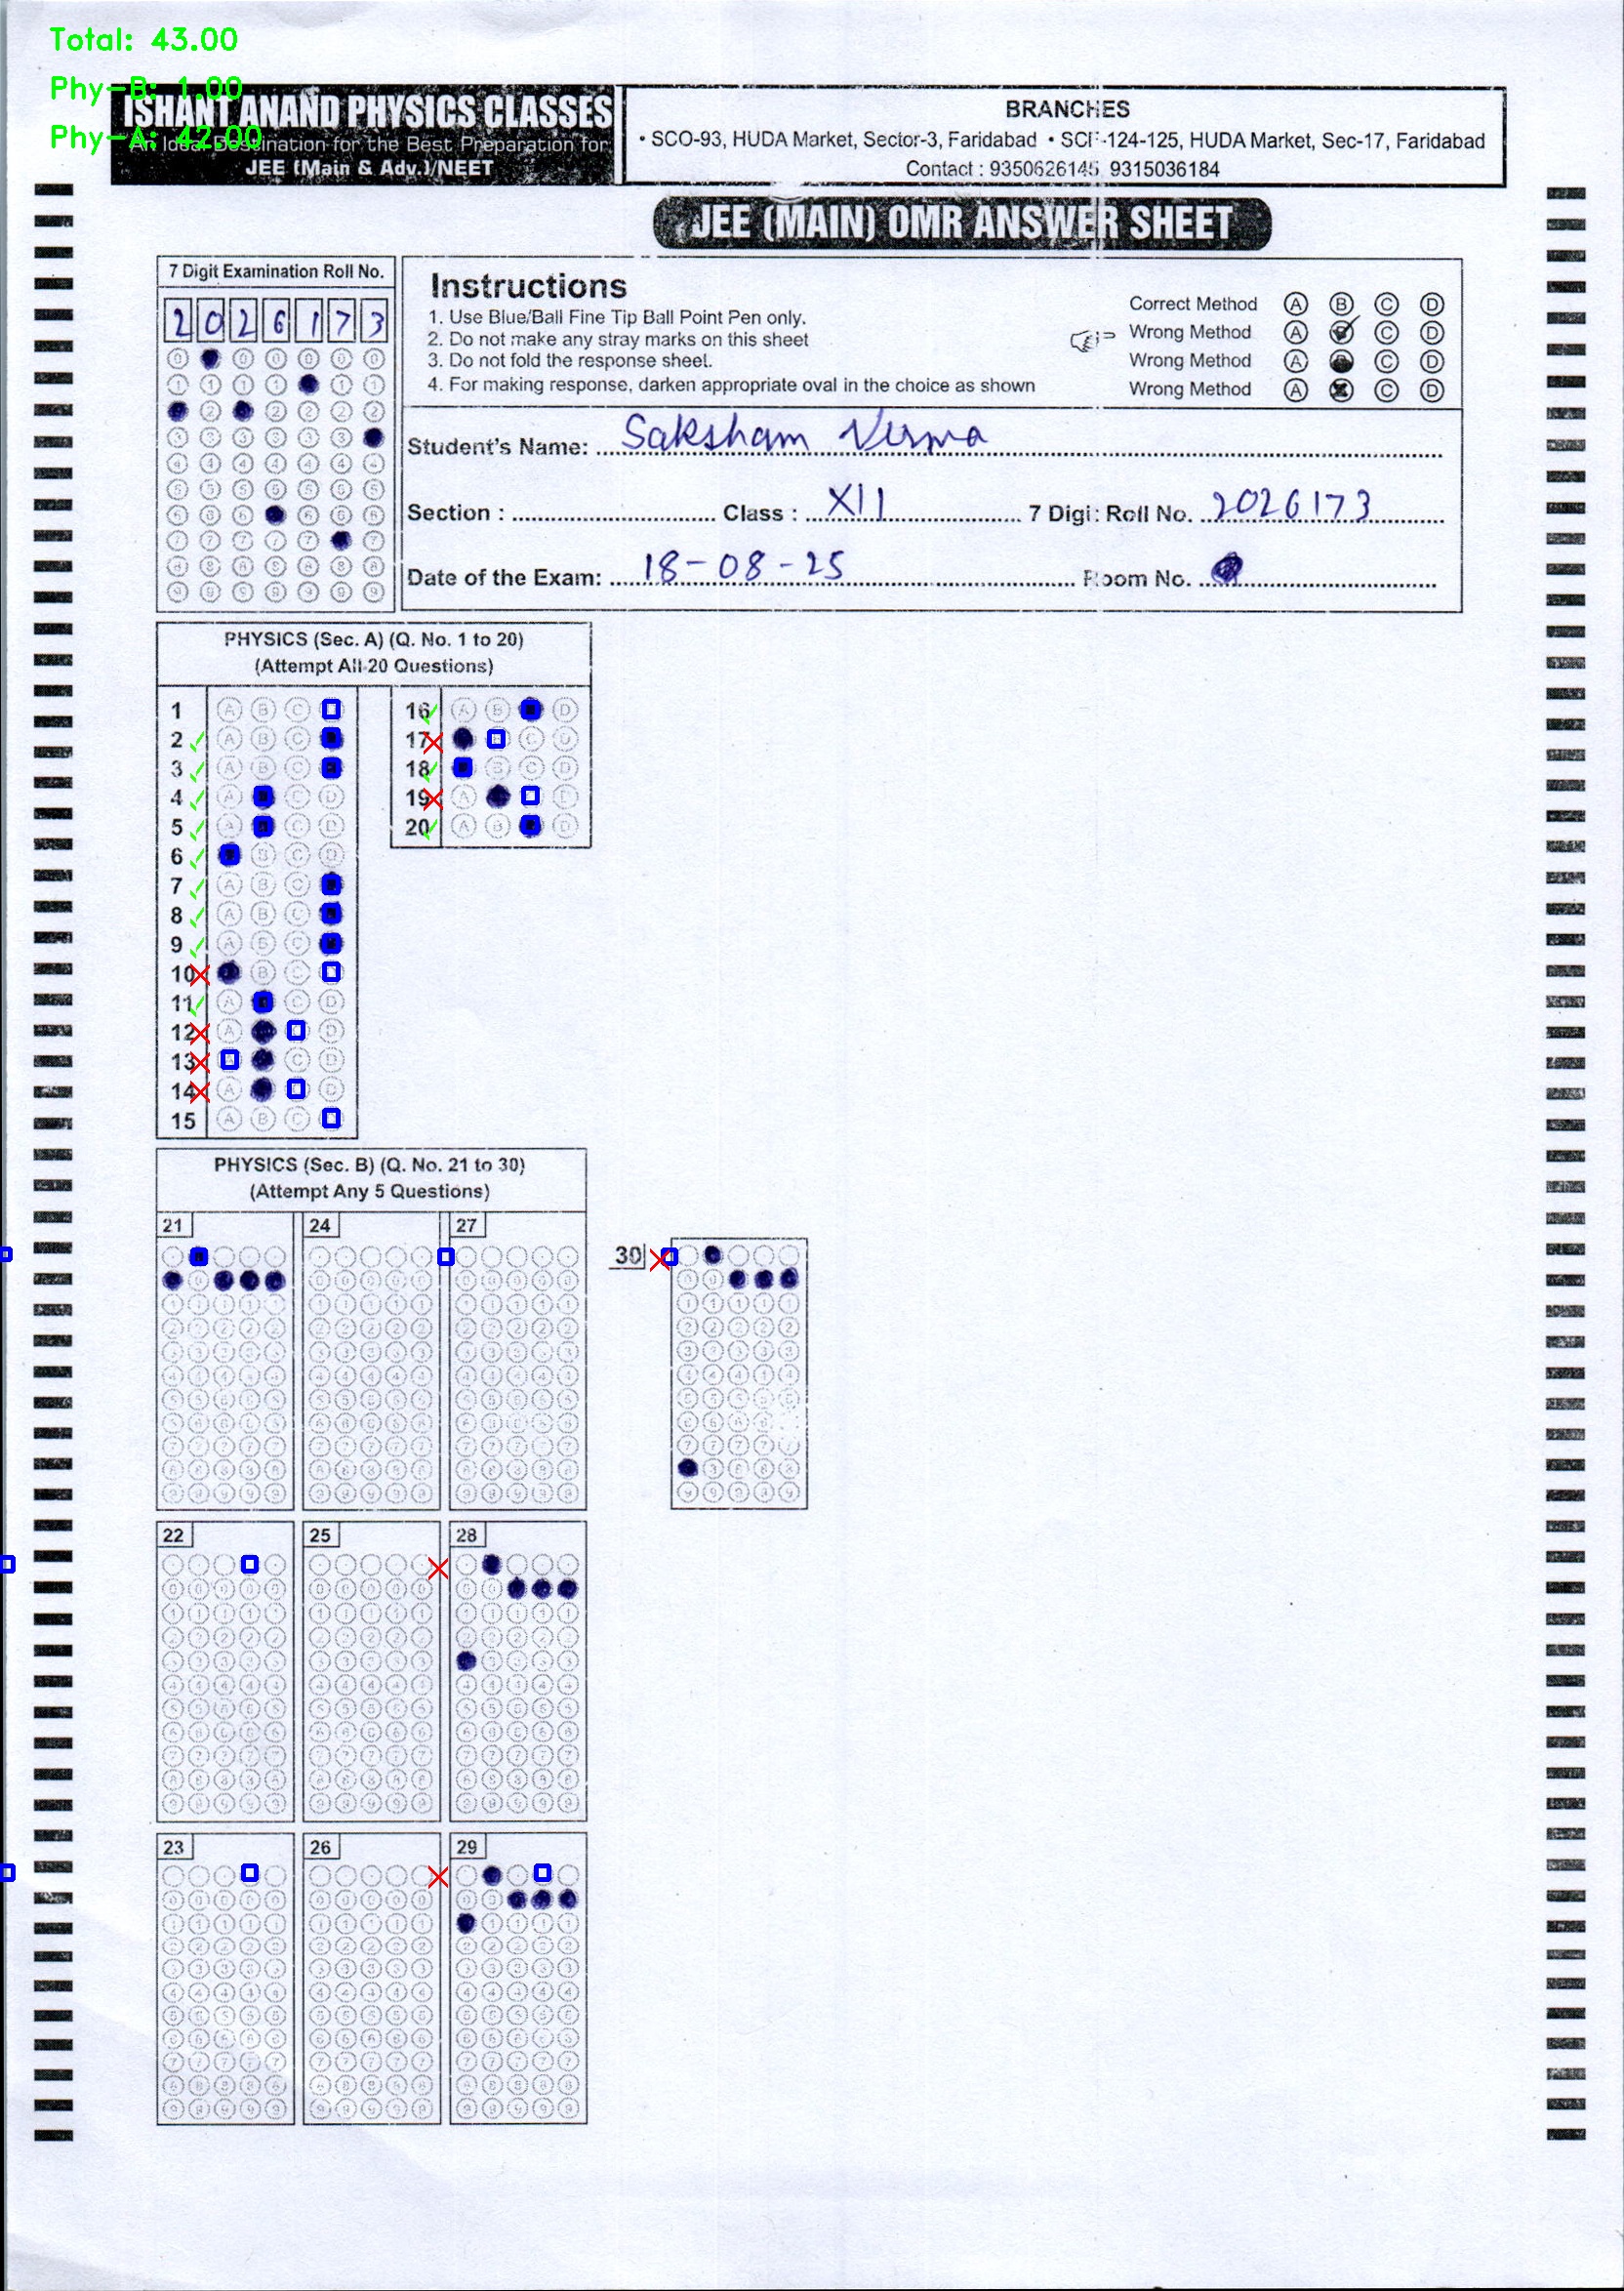 Total: 43.00
Phy-B: 1.00
Phy-A: 42.00
ISHANT ANAND PHYSICS CLASSES
An Ideal Destination for the Best Preparation for
JEE (Main & Adv.)/NEET
BRANCHES
• SCO-93, HUDA Market, Sector-3, Faridabad • SCF-124-125, HUDA Market, Sec-17, Faridabad
Contact : 9350626145, 9315036184
JEE (MAIN) OMR ANSWER SHEET
7 Digit Examination Roll No.
2 0 2 6 1 7 3
Instructions
1. Use Blue/Ball Fine Tip Ball Point Pen only.
2. Do not make any stray marks on this sheet
3. Do not fold the response sheet.
4. For making response, darken appropriate oval in the choice as shown
Correct Method A B C D
Wrong Method A C D
Wrong Method A C D
Wrong Method A C D
Student's Name: Saksham Verma
Section : Class : XII 7 Digit Roll No. 2026173
Date of the Exam: 18-08-25 Room No.
PHYSICS (Sec. A) (Q. No. 1 to 20)
(Attempt All 20 Questions)
1 A B C
2 A B C
3 A B C
4 A C D
5 A C D
6 B C D
7 A B C
8 A B C
9 A B C
10 B C
11 A C D
12 A D
13 A C D
14 A D
15 A B C
16 A B D
17 C D
18 B C D
19 A D
20 A B D
PHYSICS (Sec. B) (Q. No. 21 to 30)
(Attempt Any 5 Questions)
21
24
27
30
22
25
28
23
26
29